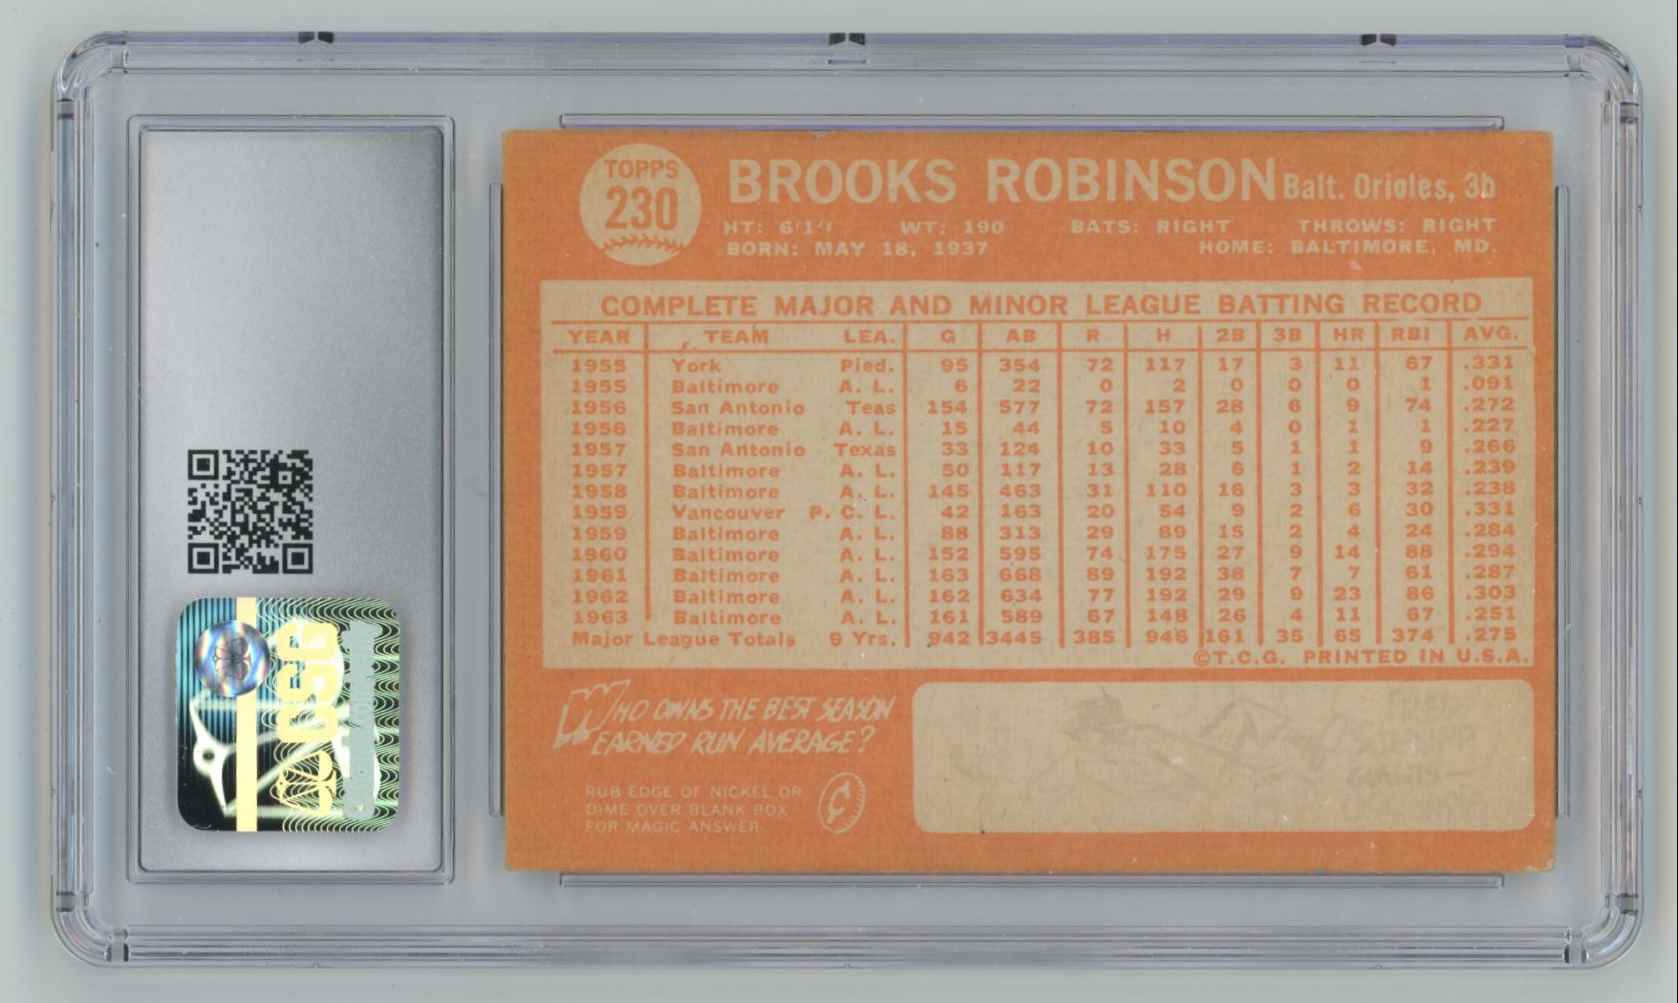 TOPPS
230
BROOKS ROBINSON Balt. Orioles, 3b
HT: 6'1" WT: 190 BATS: RIGHT THROWS: RIGHT
BORN: MAY 18, 1937 HOME: BALTIMORE, MD.
COMPLETE MAJOR AND MINOR LEAGUE BATTING RECORD
YEAR TEAM LEA. G AB R H 2B 3B HR RBI AVG.
1955 York Pied. 95 354 72 117 17 3 11 67 .331
1955 Baltimore A. L. 6 22 0 2 0 0 0 1 .091
1956 San Antonio Teas 154 577 72 157 28 6 9 74 .272
1956 Baltimore A. L. 15 44 5 10 4 0 1 1 .227
1957 San Antonio Texas 33 124 10 33 5 1 1 9 .266
1957 Baltimore A. L. 50 117 13 28 6 1 2 14 .239
1958 Baltimore A. L. 145 463 31 110 16 3 3 32 .238
1959 Vancouver P. C. L. 42 163 20 54 9 2 6 30 .331
1959 Baltimore A. L. 88 313 29 89 15 2 4 24 .284
1960 Baltimore A. L. 152 595 74 175 27 9 14 88 .294
1961 Baltimore A. L. 163 668 89 192 38 7 7 61 .287
1962 Baltimore A. L. 162 634 77 192 29 9 23 86 .303
1963 Baltimore A. L. 161 589 67 148 26 4 11 67 .251
Major League Totals 9 Yrs. 942 3445 385 946 161 35 65 374 .275
©T.C.G. PRINTED IN U.S.A.
WHO OWNS THE BEST SEASON
EARNED RUN AVERAGE?
RUB EDGE OF NICKEL OR
DIME OVER BLANK BOX
FOR MAGIC ANSWER
¢
CSG